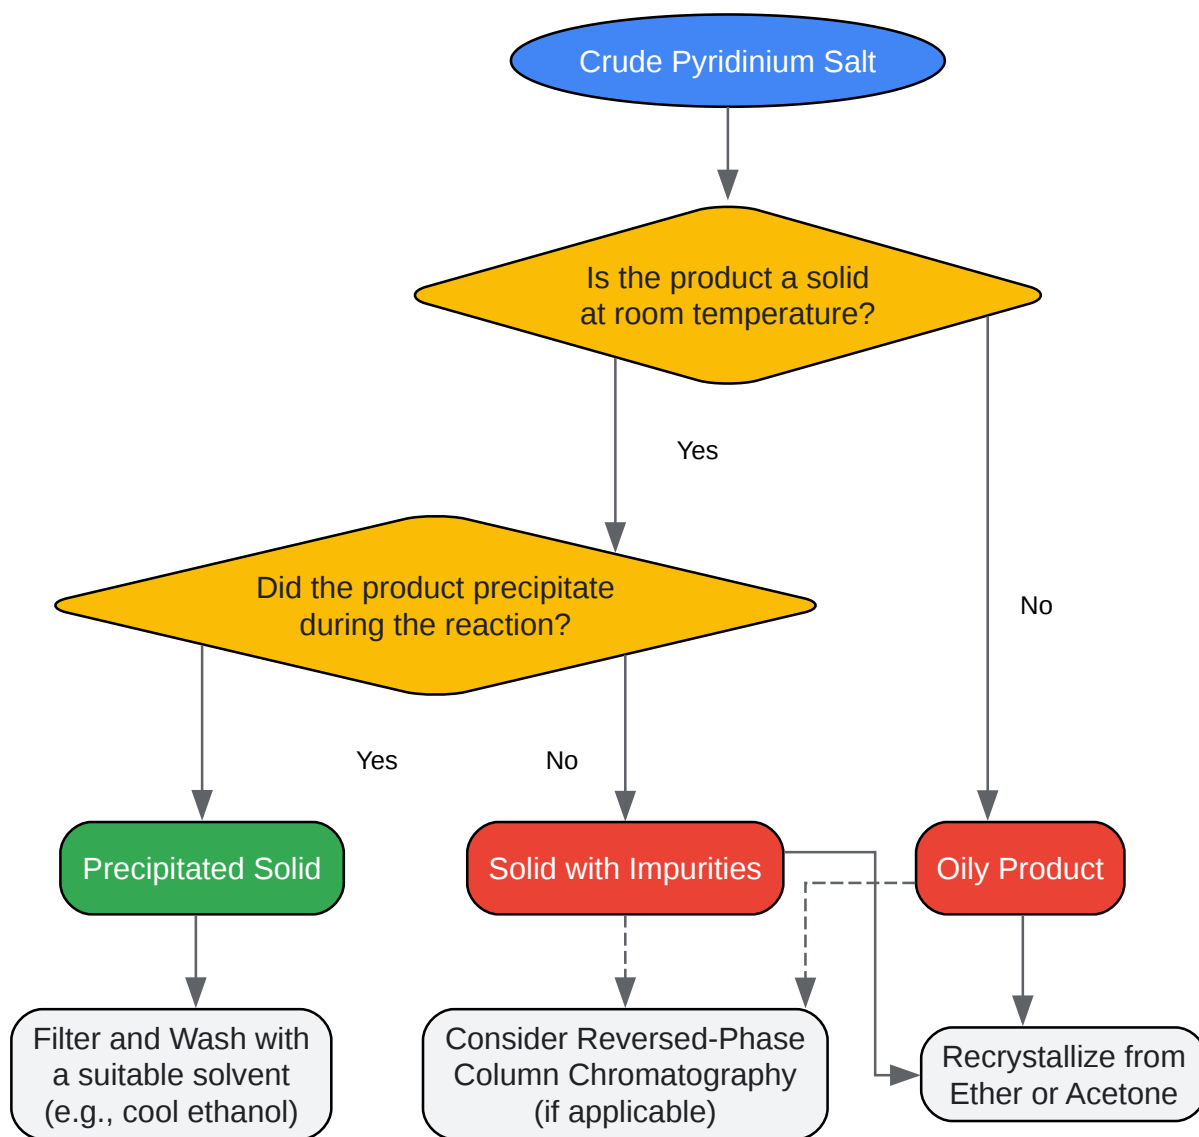 Crude Pyridinium Salt
Is the product a solid
at room temperature?
Yes
Did the product precipitate
during the reaction?
No
Yes
No
Precipitated Solid
Solid with Impurities
Oily Product
Filter and Wash with
a suitable solvent
(e.g., cool ethanol)
Consider Reversed-Phase
Column Chromatography
(if applicable)
Recrystallize from
Ether or Acetone